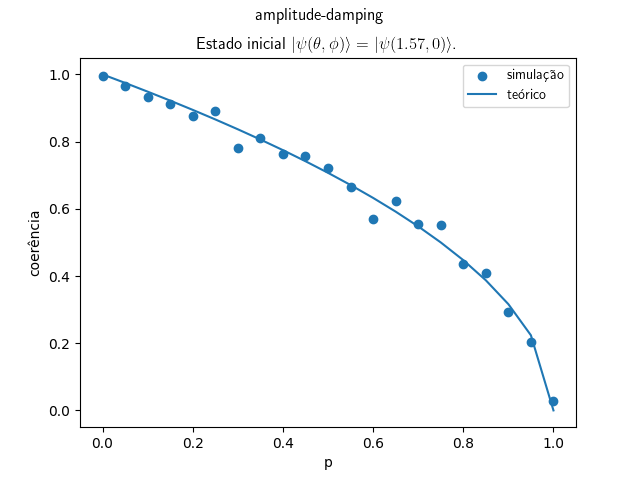 amplitude-damping
Estado inicial |ψ(θ, ϕ)⟩ = |ψ(1.57, 0)⟩.
simulação
teórico
1.0
0.8
0.6
0.4
0.2
0.0
coerência
0.0 0.2 0.4 0.6 0.8 1.0
p